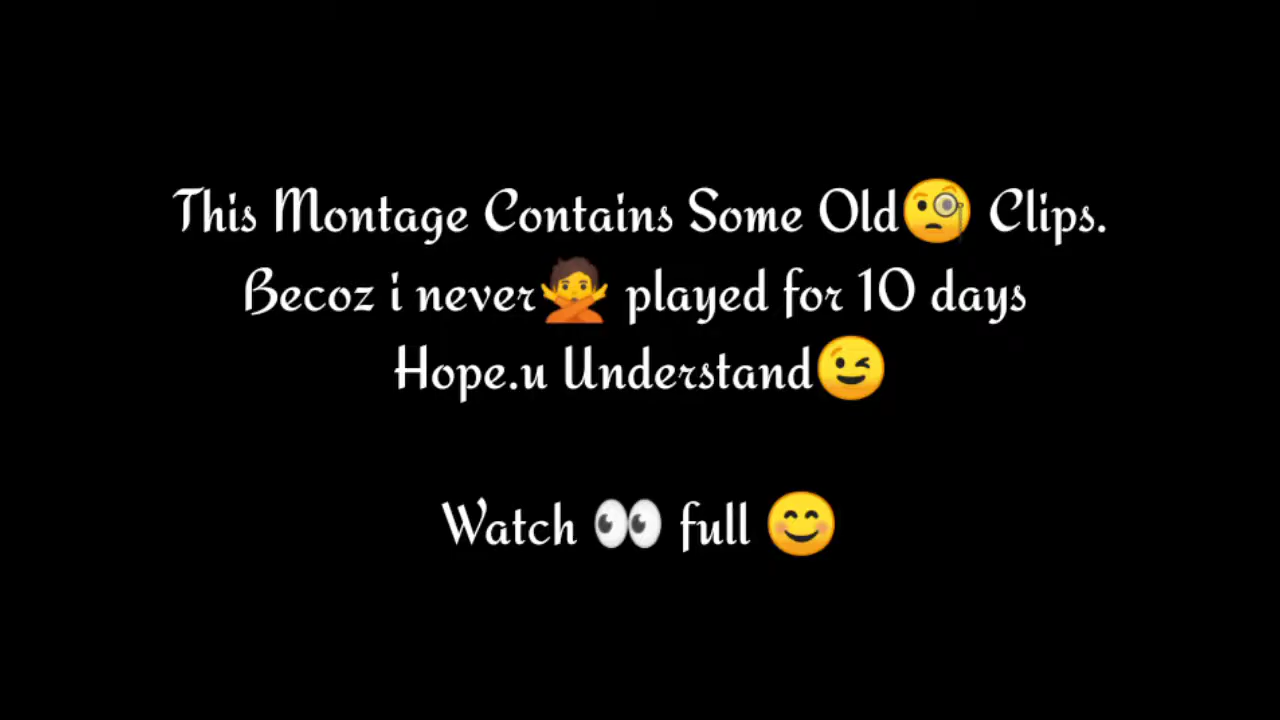 This Montage Contains Some Old🧐 Clips.
Becoz i never🙅 played for 10 days
Hope.u Understand😉
Watch 👀 full 😊